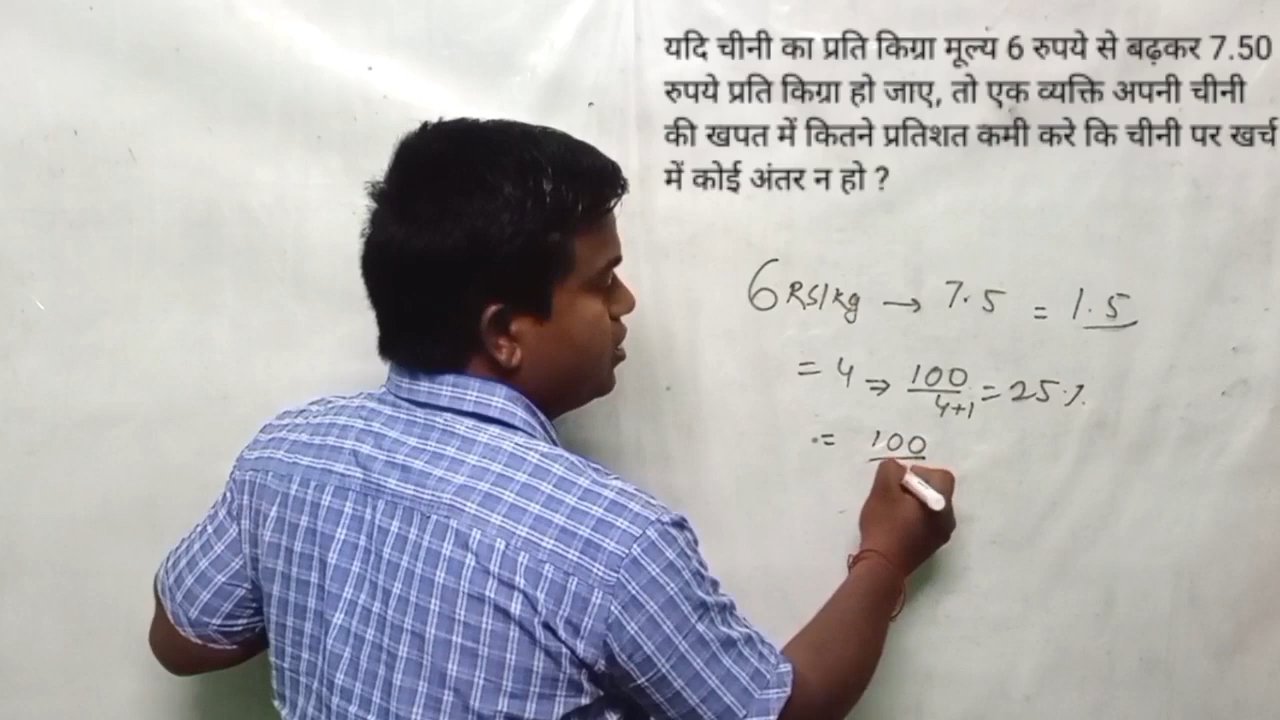 यदि चीनी का प्रति किग्रा मूल्य 6 रुपये से बढ़कर 7.50
रुपये प्रति किग्रा हो जाए, तो एक व्यक्ति अपनी चीनी
की खपत में कितने प्रतिशत कमी करे कि चीनी पर खर्च
में कोई अंतर न हो ?
6 RS/kg → 7.5 = 1.5
= 4 ⇒ 100/4+1 = 25%
= 100